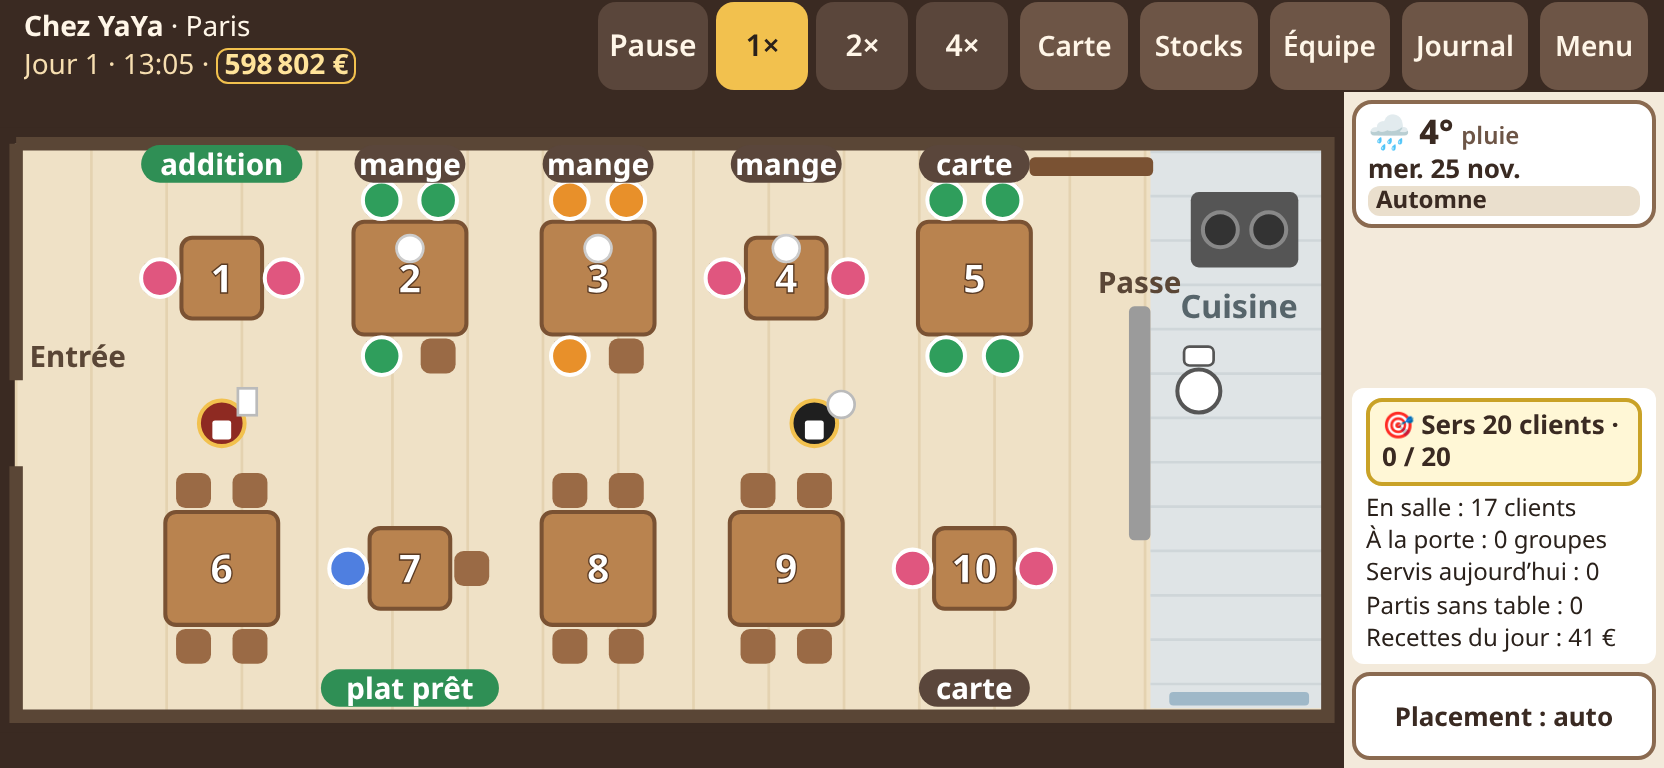 Chez YaYa · Paris
Jour 1 · 13:05 · 598 802 €
Pause
1×
2×
4×
Carte
Stocks
Équipe
Journal
Menu
addition
mange
mange
mange
carte
1
2
3
4
5
Passe
Cuisine
Entrée
6
7
8
9
10
plat prêt
carte
4° pluie
mer. 25 nov.
Automne
Sers 20 clients ·
0 / 20
En salle : 17 clients
À la porte : 0 groupes
Servis aujourd’hui : 0
Partis sans table : 0
Recettes du jour : 41 €
Placement : auto